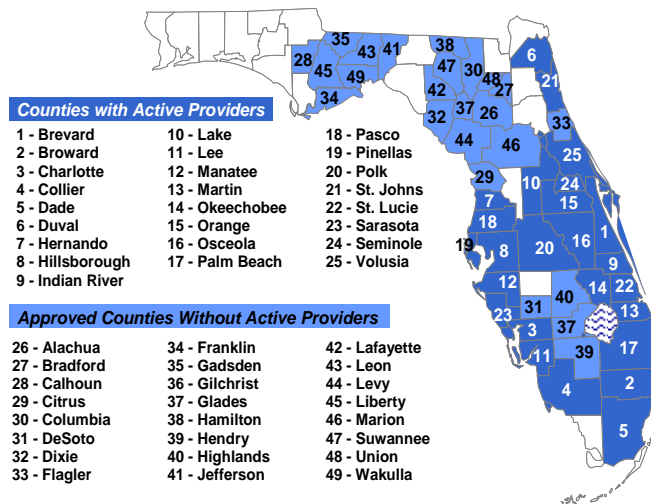 35
38
43
41
6
28
47
30
45
48
21
49
42
27
34
37
26
33
32
44
46
25
29
24
10
15
7
18
1
16
19
8
20
9
12
40
14
22
31
13
23
37
3
17
39
11
4
2
5
Counties with Active Providers
1 - Brevard 10 - Lake 18 - Pasco
2 - Broward 11 - Lee 19 - Pinellas
3 - Charlotte 12 - Manatee 20 - Polk
4 - Collier 13 - Martin 21 - St. Johns
5 - Dade 14 - Okeechobee 22 - St. Lucie
6 - Duval 15 - Orange 23 - Sarasota
7 - Hernando 16 - Osceola 24 - Seminole
8 - Hillsborough 17 - Palm Beach 25 - Volusia
9 - Indian River
Approved Counties Without Active Providers
26 - Alachua 34 - Franklin 42 - Lafayette
27 - Bradford 35 - Gadsden 43 - Leon
28 - Calhoun 36 - Gilchrist 44 - Levy
29 - Citrus 37 - Glades 45 - Liberty
30 - Columbia 38 - Hamilton 46 - Marion
31 - DeSoto 39 - Hendry 47 - Suwannee
32 - Dixie 40 - Highlands 48 - Union
33 - Flagler 41 - Jefferson 49 - Wakulla